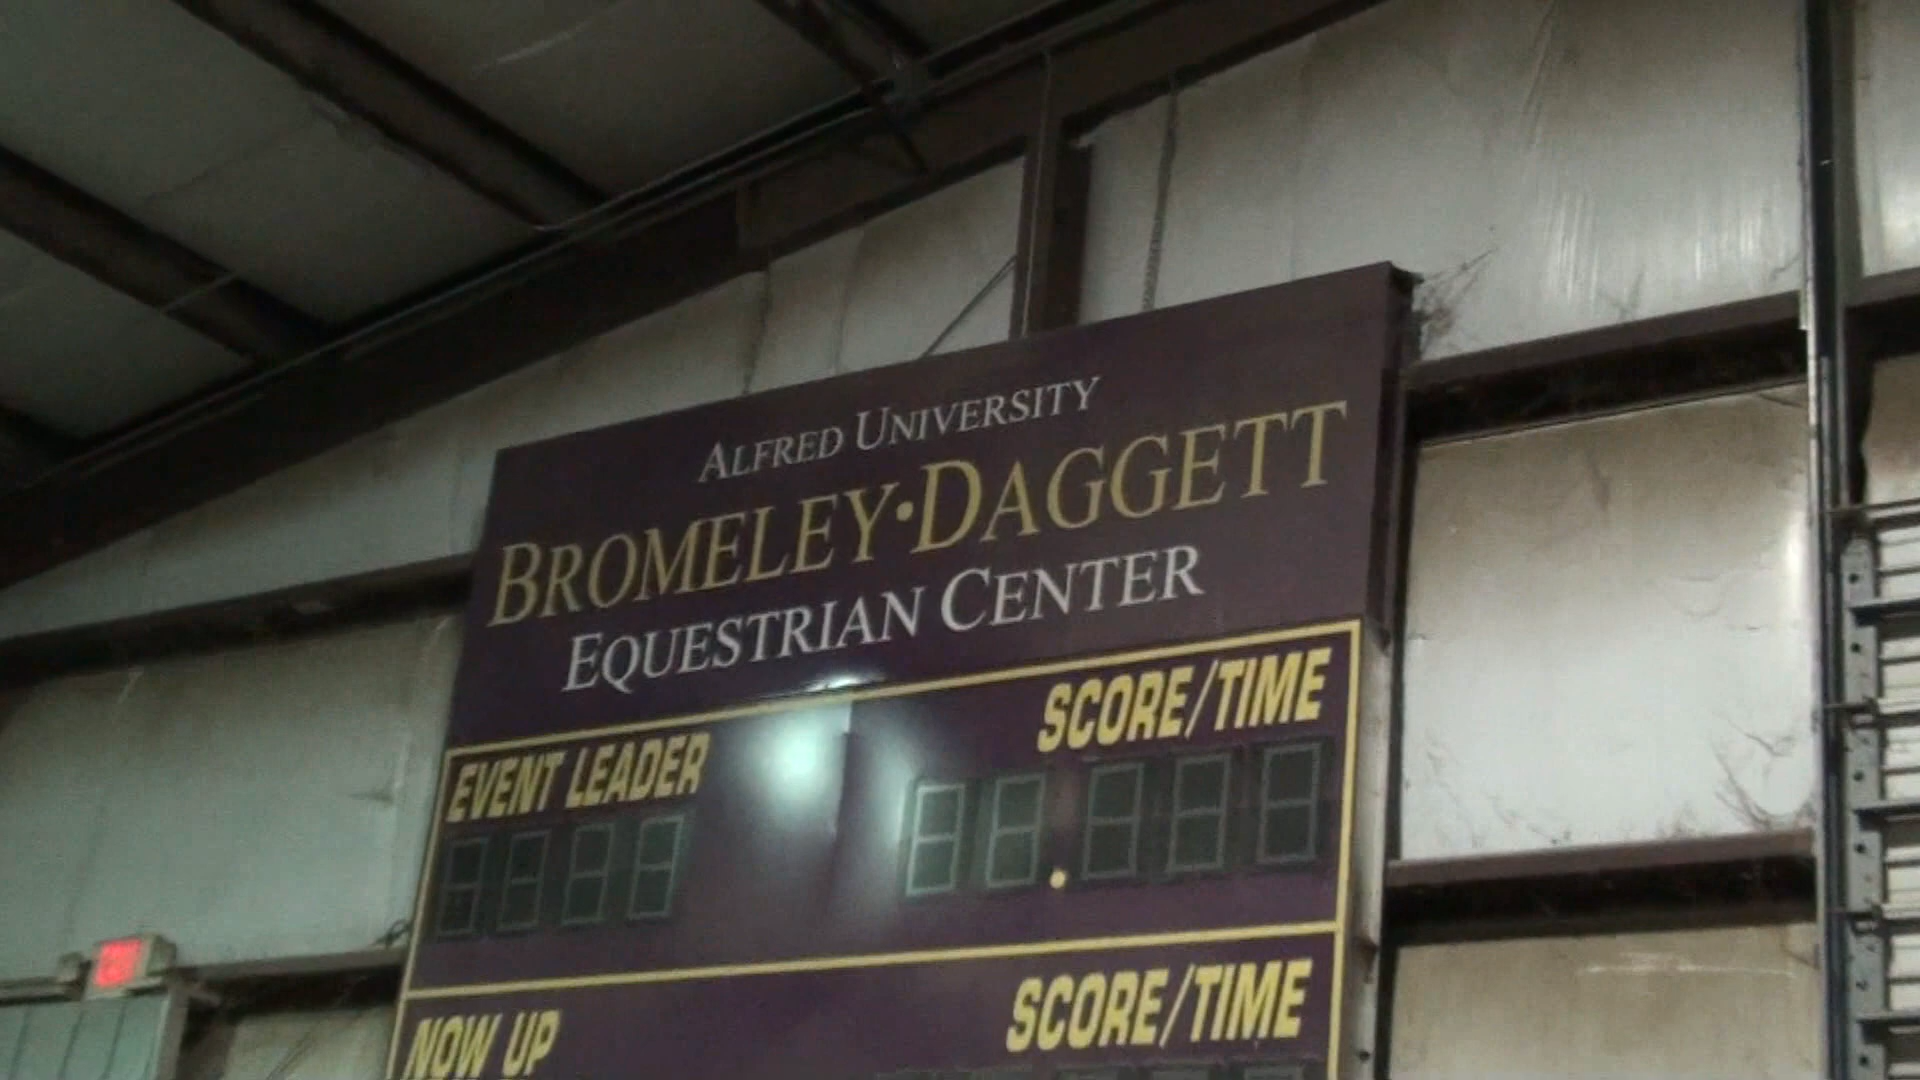 ALFRED UNIVERSITY
BROMELEY·DAGGETT
EQUESTRIAN CENTER
EVENT LEADER SCORE/TIME
NOW UP SCORE/TIME